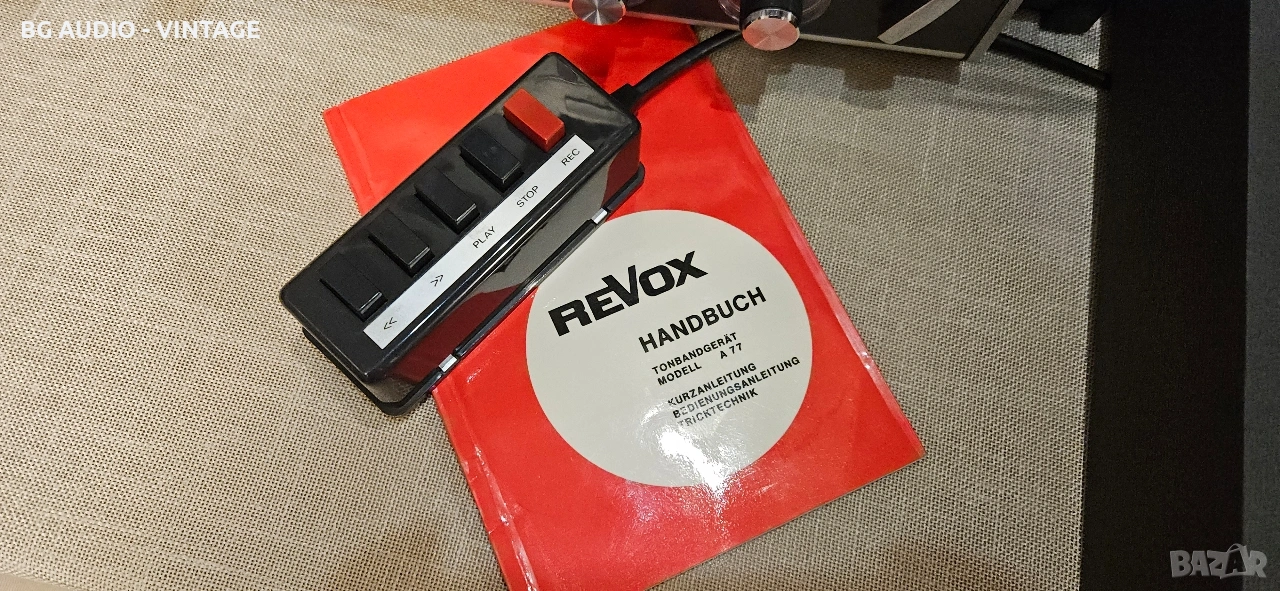 BG AUDIO - VINTAGE
<<
>>
PLAY
STOP
REC
REVOX
HANDBUCH
TONBANDGERÄT
MODELL A 77
KURZANLEITUNG
BEDIENUNGSANLEITUNG
TRICKTECHNIK
BAZAR